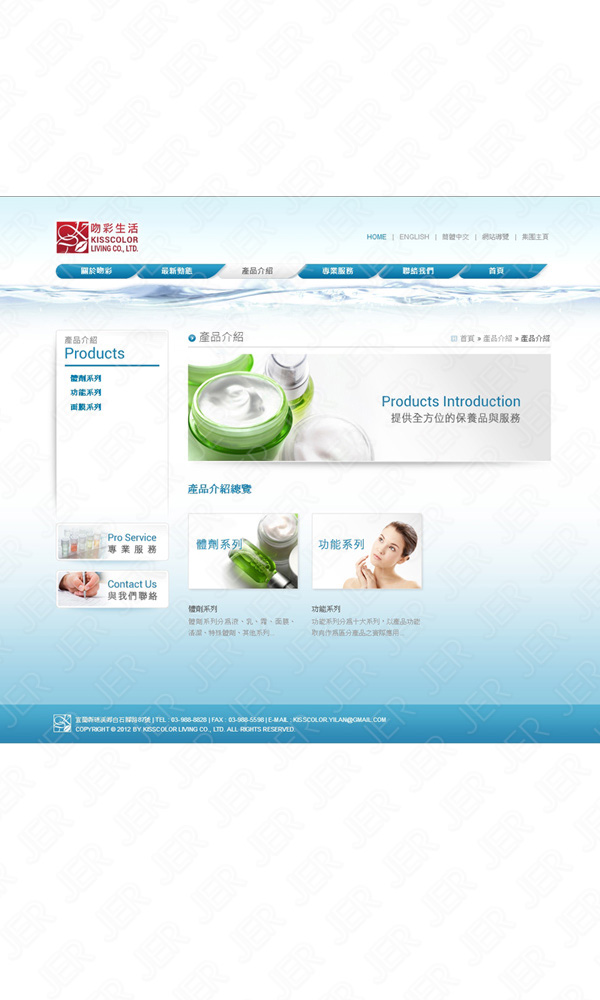 吻彩生活
KISSCOLOR
LIVING CO., LTD.
HOME | ENGLISH | 簡體中文 | 網站導覽 | 集團主頁
關於吻彩 最新動態 產品介紹 專業服務 聯絡我們 首頁
產品介紹
Products
體劑系列
功能系列
面膜系列
Pro Service
專業服務
Contact Us
與我們聯絡
產品介紹
首頁 » 產品介紹 » 產品介紹
Products Introduction
提供全方位的保養品與服務
產品介紹總覽
體劑系列
功能系列
體劑系列
體劑系列分爲液、乳、霜、面膜、
清潔、特性體劑、其他系列...
功能系列
功能系列分爲十大系列，以產品功能
取向作爲區分產品之實際應用...
宜蘭縣礁溪鄉白石腳路87號 | TEL : 03-988-8828 | FAX : 03-988-5598 | E-MAIL : KISSCOLOR.YILAN@GMAIL.COM
COPYRIGHT @ 2012 BY KISSCOLOR LIVING CO., LTD. ALL RIGHTS RESERVED
JER